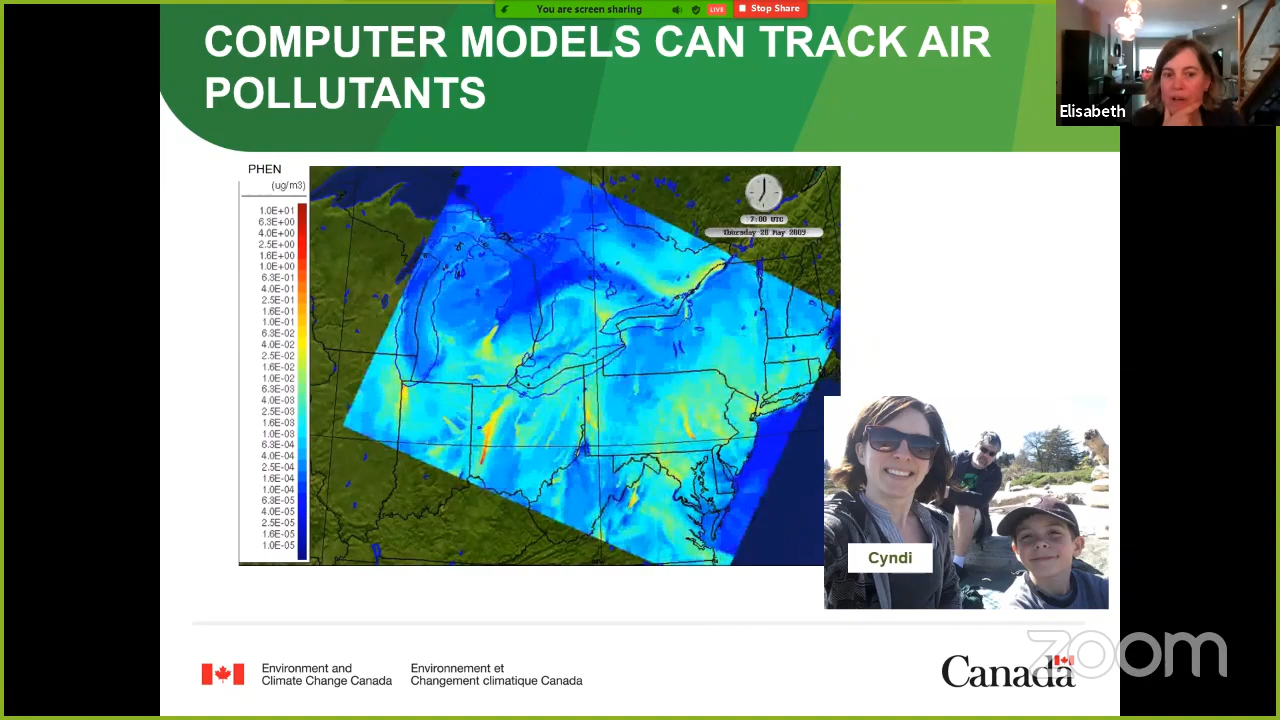 You are screen sharing
LIVE
Stop Share
COMPUTER MODELS CAN TRACK AIR
POLLUTANTS
Elisabeth
PHEN
(ug/m3)
1.0E+01
6.3E+00
4.0E+00
2.5E+00
1.6E+00
1.0E+00
6.3E-01
4.0E-01
2.5E-01
1.6E-01
1.0E-01
6.3E-02
4.0E-02
2.5E-02
1.6E-02
1.0E-02
6.3E-03
4.0E-03
2.5E-03
1.6E-03
1.0E-03
6.3E-04
4.0E-04
2.5E-04
1.6E-04
1.0E-04
6.3E-05
4.0E-05
2.5E-05
1.6E-05
1.0E-05
7:00 UTC
Thursday 28 May 2009
Cyndi
Environment and
Climate Change Canada
Environnement et
Changement climatique Canada
Canada
zoom